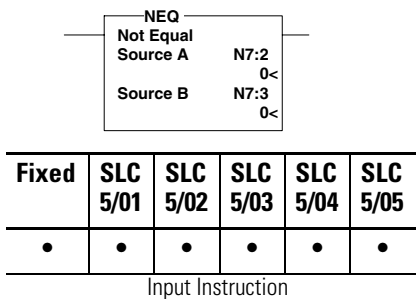 NEQ
Not Equal
Source A N7:2
0<
Source B N7:3
0<
Fixed SLC 5/01 SLC 5/02 SLC 5/03 SLC 5/04 SLC 5/05
• • • • • •
Input Instruction